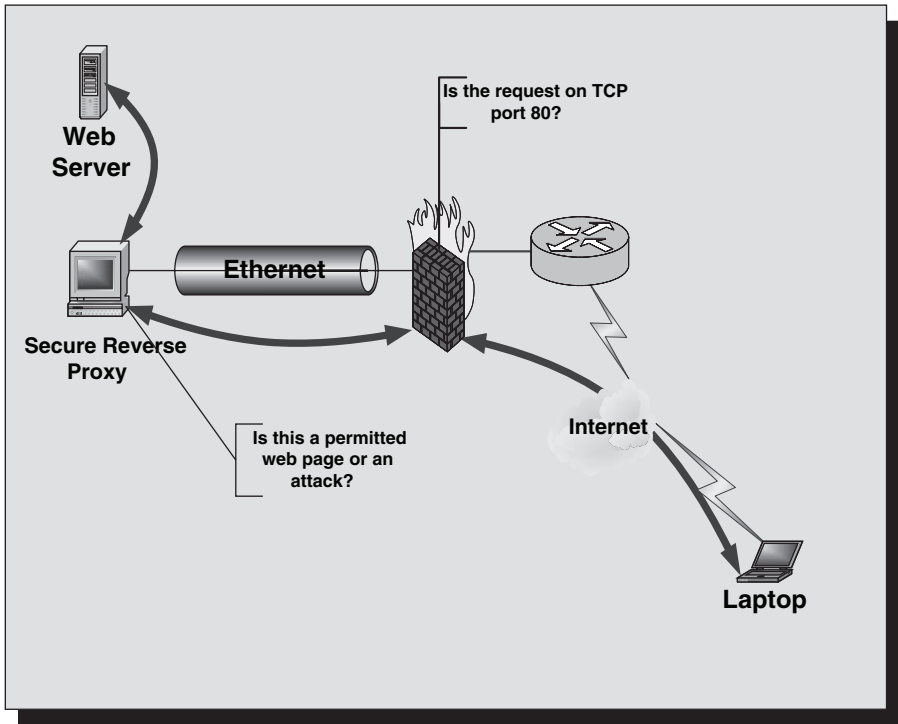 Is the request on TCP
port 80?
Web
Server
Ethernet
Secure Reverse
Proxy
Internet
Is this a permitted
web page or an
attack?
Laptop